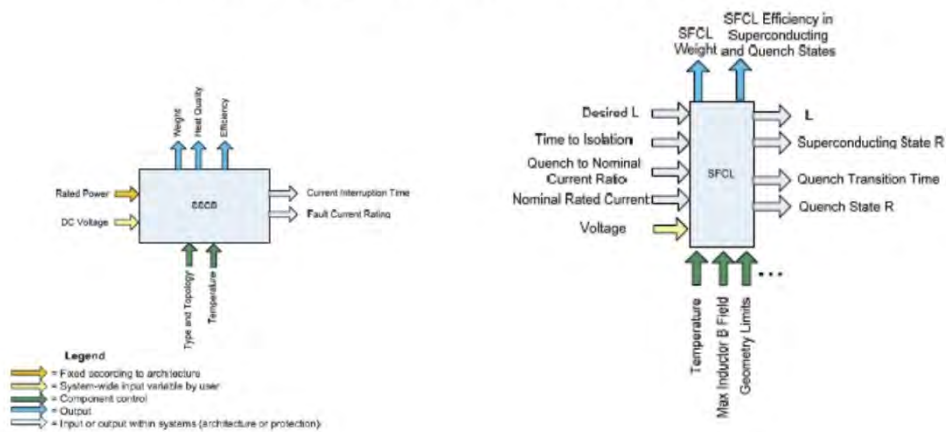 Weight
Heat Quality
Efficiency
Rated Power
DC Voltage
SSCB
Current Interruption Time
Fault Current Rating
Type and Topology
Temperature
Legend
= Fixed according to architecture
= System-wide input variable by user
= Component control
= Output
= Input or output within systems (architecture or protection)
SFCL
Weight
SFCL Efficiency in
Superconducting
and Quench States
Desired L
Time to Isolation
Quench to Nominal
Current Ratio
Nominal Rated Current
Voltage
SFCL
L
Superconducting State R
Quench Transition Time
Quench State R
Temperature
Max Inductor B Field
Geometry Limits
...